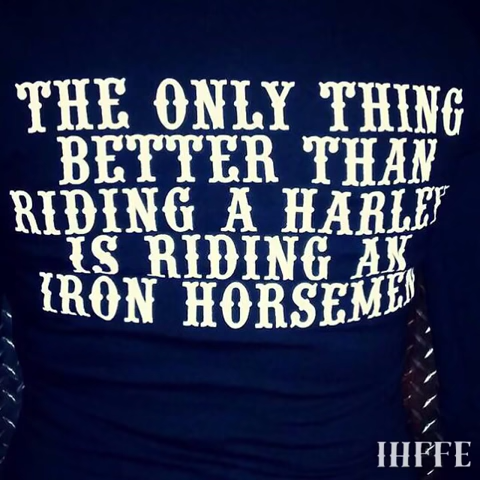 THE ONLY THING
BETTER THAN
RIDING A HARLEY
IS RIDING AN
IRON HORSEMEN
IHFFE